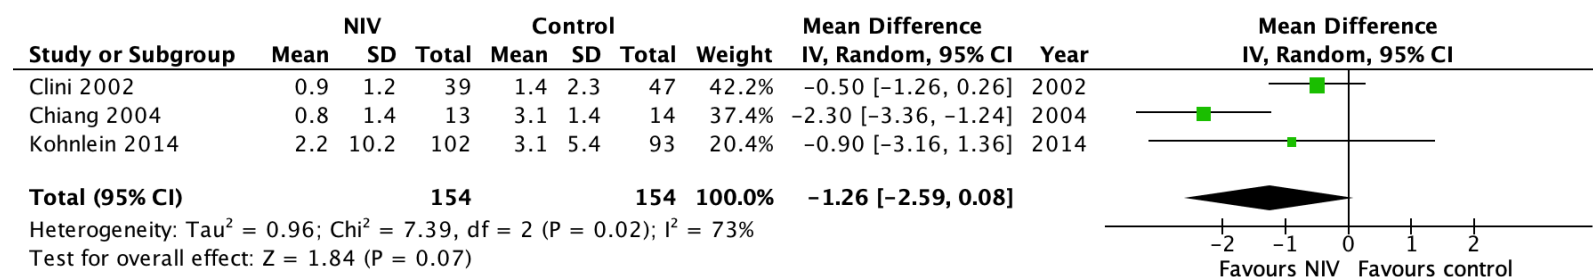 NIV Control Mean Difference Mean Difference
Study or Subgroup Mean SD Total Mean SD Total Weight IV, Random, 95% CI Year IV, Random, 95% CI
Clini 2002 0.9 1.2 39 1.4 2.3 47 42.2% −0.50 [−1.26, 0.26] 2002
Chiang 2004 0.8 1.4 13 3.1 1.4 14 37.4% −2.30 [−3.36, −1.24] 2004
Kohnlein 2014 2.2 10.2 102 3.1 5.4 93 20.4% −0.90 [−3.16, 1.36] 2014
Total (95% CI) 154 154 100.0% −1.26 [−2.59, 0.08]
Heterogeneity: Tau² = 0.96; Chi² = 7.39, df = 2 (P = 0.02); I² = 73%
Test for overall effect: Z = 1.84 (P = 0.07)
−2 −1 0 1 2
Favours NIV Favours control